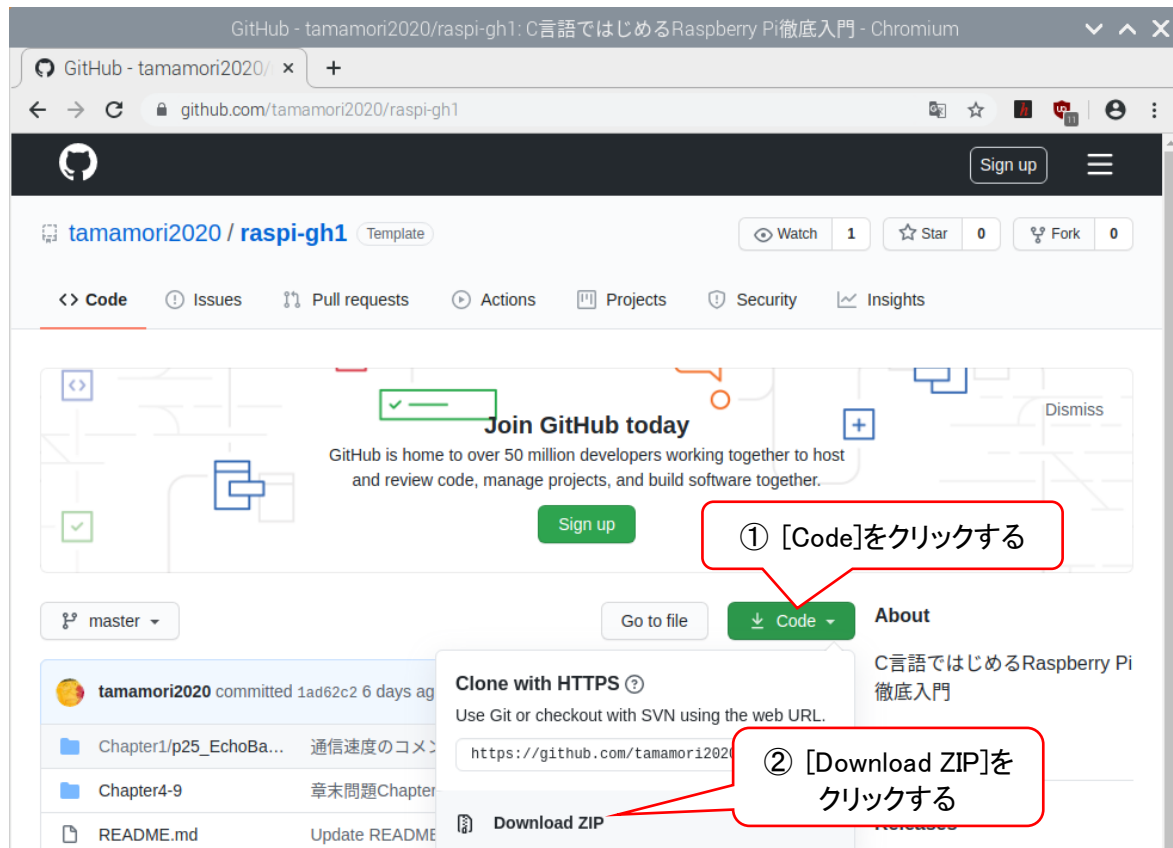 GitHub - tamamori2020/raspi-gh1: C言語ではじめるRaspberry Pi徹底入門 - Chromium
GitHub - tamamori2020/
github.com/tamamori2020/raspi-gh1
11
Sign up
tamamori2020 / raspi-gh1 Template
Watch 1 Star 0 Fork 0
Code Issues Pull requests Actions Projects Security Insights
Join GitHub today
Dismiss
GitHub is home to over 50 million developers working together to host
and review code, manage projects, and build software together.
Sign up
① [Code]をクリックする
master Go to file Code About
C言語ではじめるRaspberry Pi
徹底入門
tamamori2020 committed 1ad62c2 6 days ag
Clone with HTTPS
Use Git or checkout with SVN using the web URL.
Chapter1/p25_EchoBa... 通信速度のコメン
https://github.com/tamamori202
② [Download ZIP]を
クリックする
Chapter4-9 章末問題Chapter
Download ZIP
README.md Update README
Releases